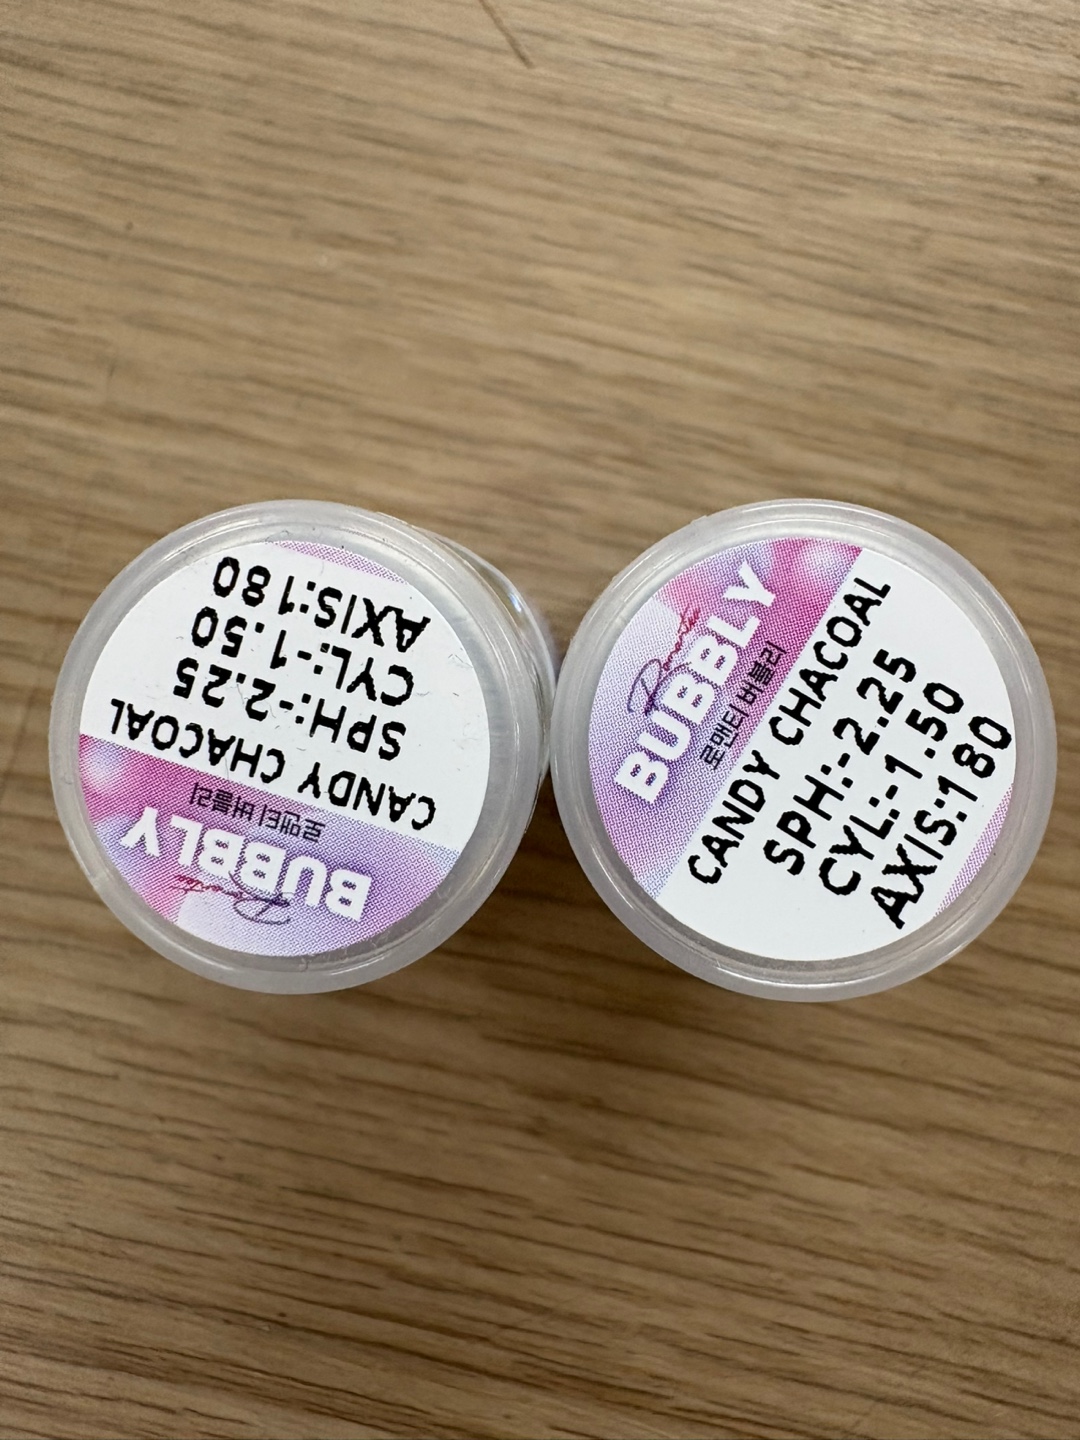 Romantea
BUBBLY
로맨티 버블리
CANDY CHACOAL
SPH:-2.25
CYL:-1.50
AXIS:180
BUBBLY
로맨티 버블리
CANDY CHACOAL
SPH:-2.25
CYL:-1.50
AXIS:180